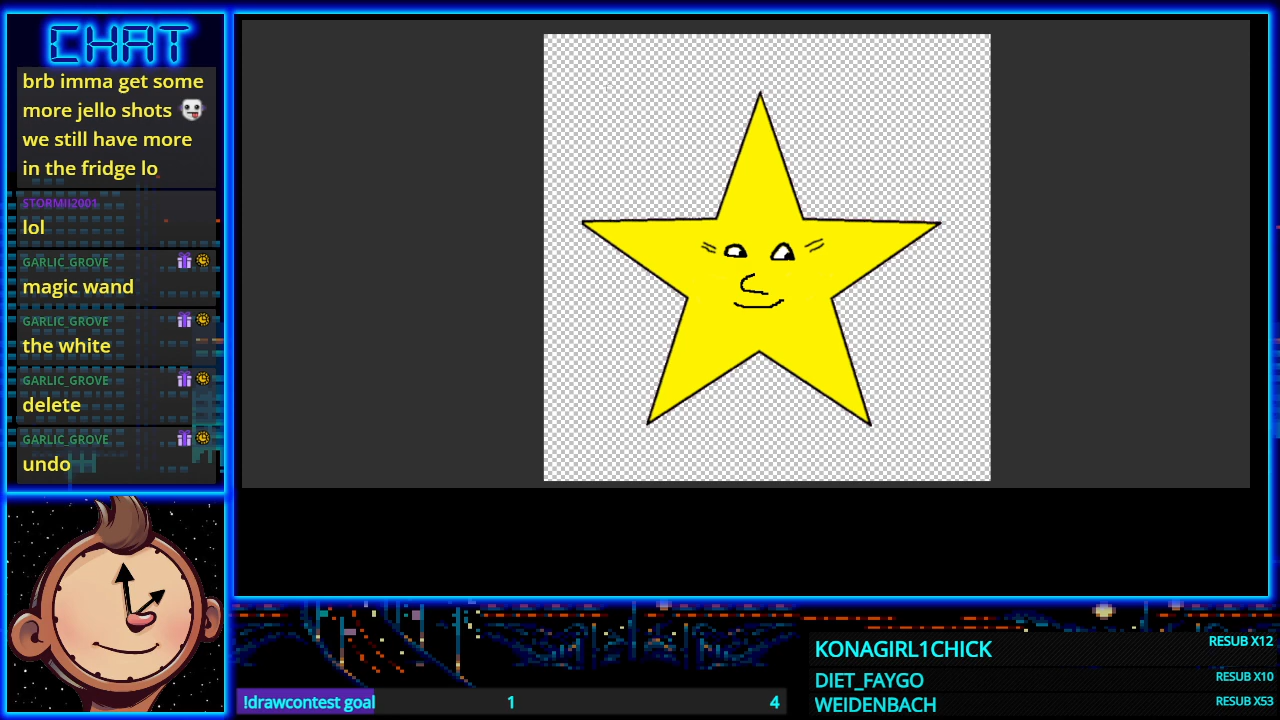 CHAT
brb imma get some
more jello shots
we still have more
in the fridge lo
STORMII2001
lol
GARLIC_GROVE
magic wand
GARLIC_GROVE
the white
GARLIC_GROVE
delete
GARLIC_GROVE
undo
!drawcontest goal 1 4
KONAGIRL1CHICK RESUB X12
DIET_FAYGO RESUB X10
WEIDENBACH RESUB X53